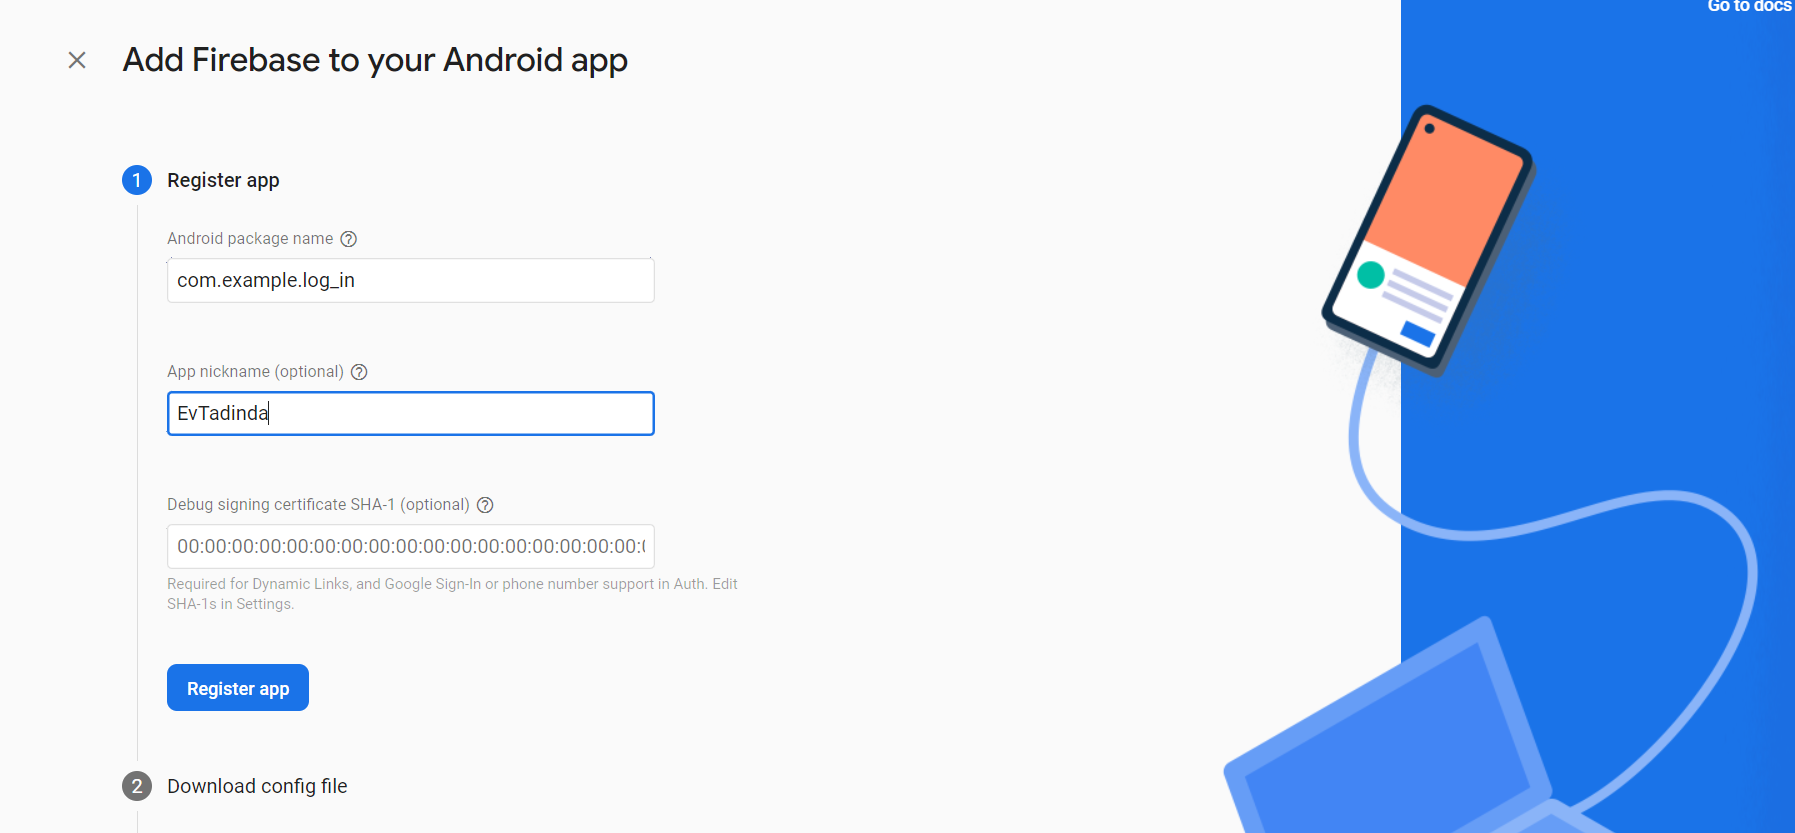 Go to docs
Add Firebase to your Android app
1 Register app
Android package name ?
com.example.log_in
App nickname (optional) ?
EvTadinda
Debug signing certificate SHA-1 (optional) ?
00:00:00:00:00:00:00:00:00:00:00:00:00:00:00:00:00:
Required for Dynamic Links, and Google Sign-In or phone number support in Auth. Edit
SHA-1s in Settings.
Register app
2 Download config file